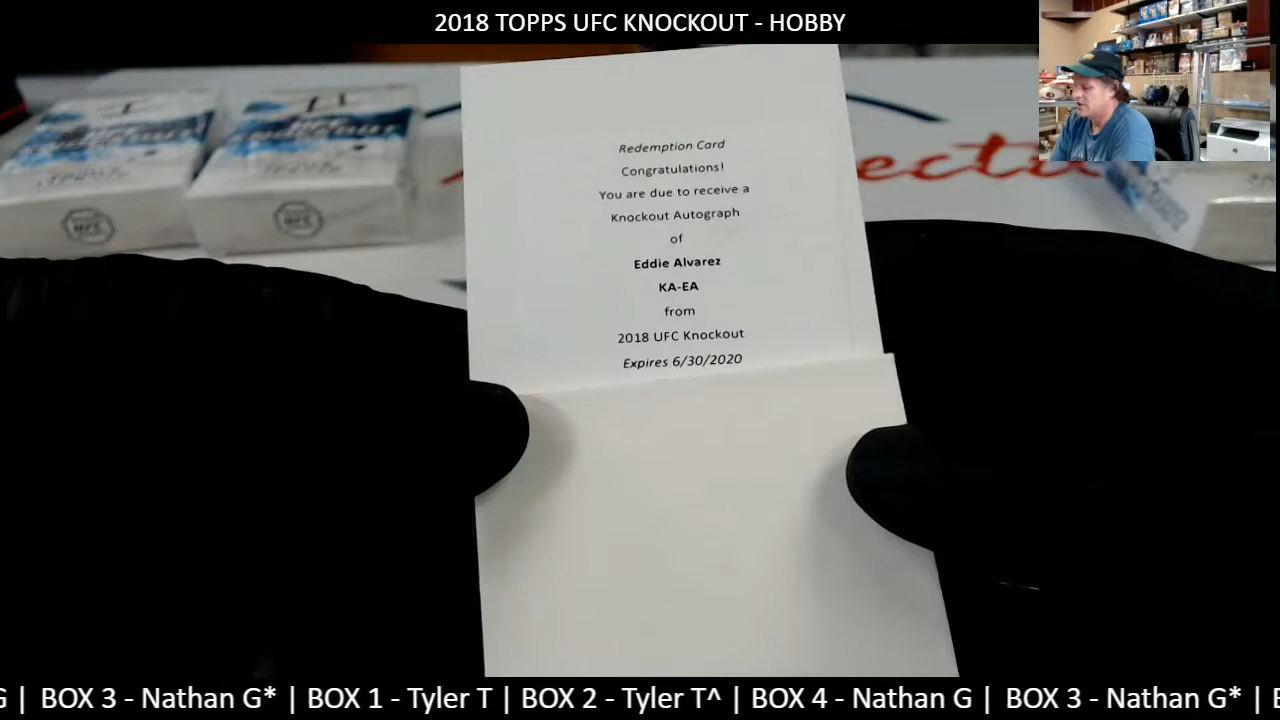 2018 TOPPS UFC KNOCKOUT - HOBBY
Redemption Card
Congratulations!
You are due to receive a
Knockout Autograph
of
Eddie Alvarez
KA-EA
from
2018 UFC Knockout
Expires 6/30/2020
G | BOX 3 - Nathan G* | BOX 1 - Tyler T | BOX 2 - Tyler T^ | BOX 4 - Nathan G | BOX 3 - Nathan G* |